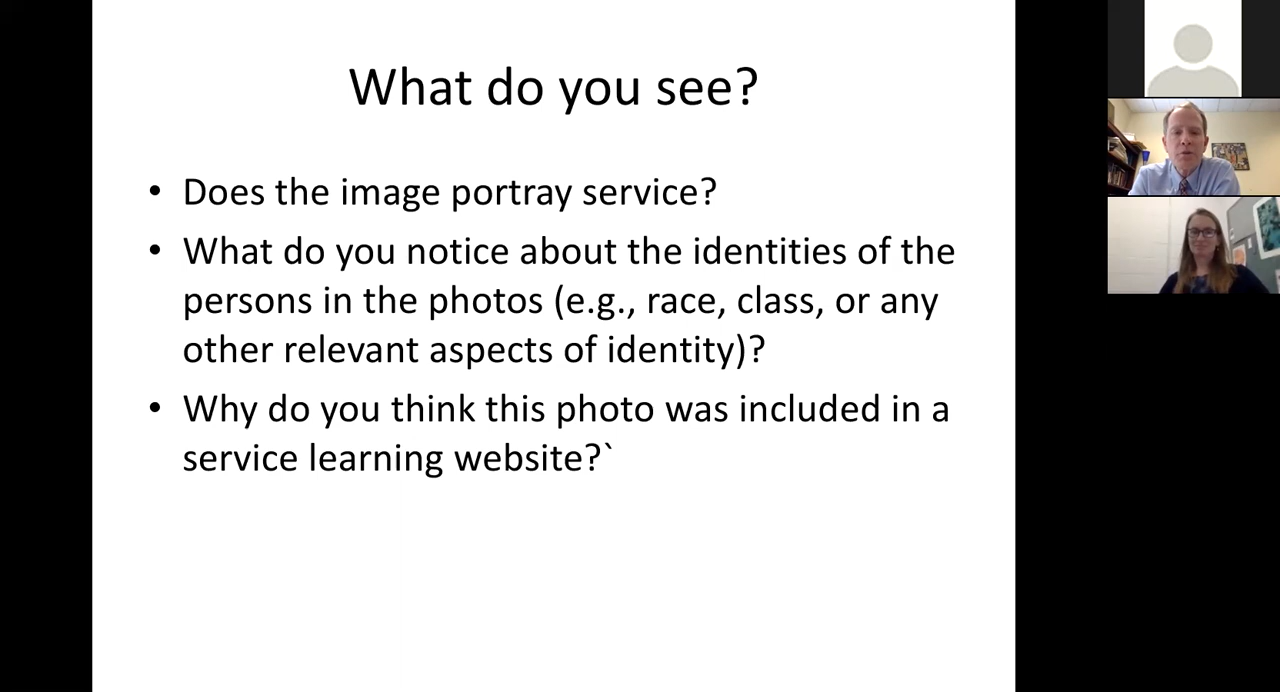 What do you see?
• Does the image portray service?
• What do you notice about the identities of the
persons in the photos (e.g., race, class, or any
other relevant aspects of identity)?
• Why do you think this photo was included in a
service learning website?`